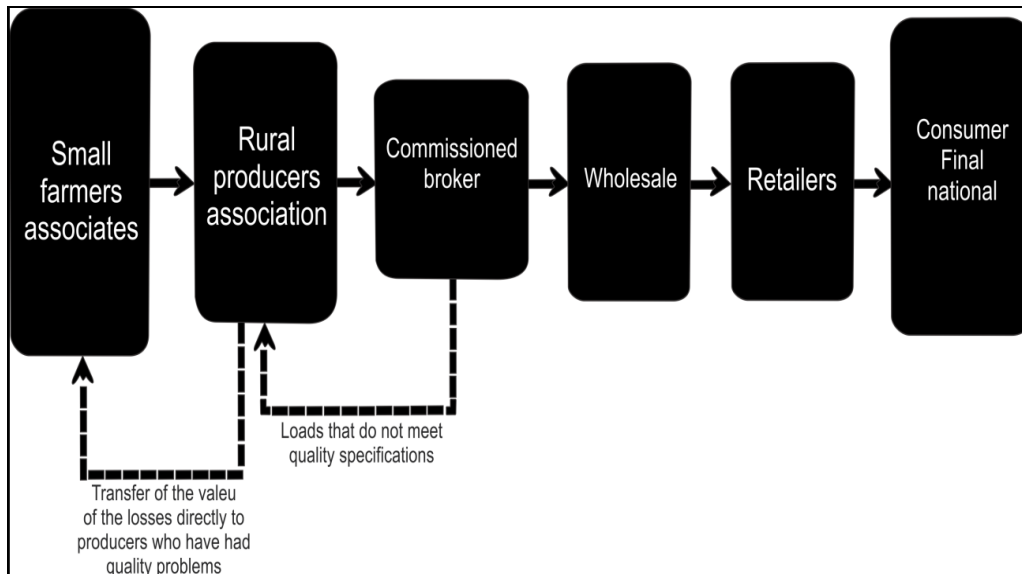 Small
farmers
associates
Rural
producers
association
Commissioned
broker
Wholesale
Retailers
Consumer
Final
national
Loads that do not meet
quality specifications
Transfer of the valeu
of the losses directly to
producers who have had
quality problems